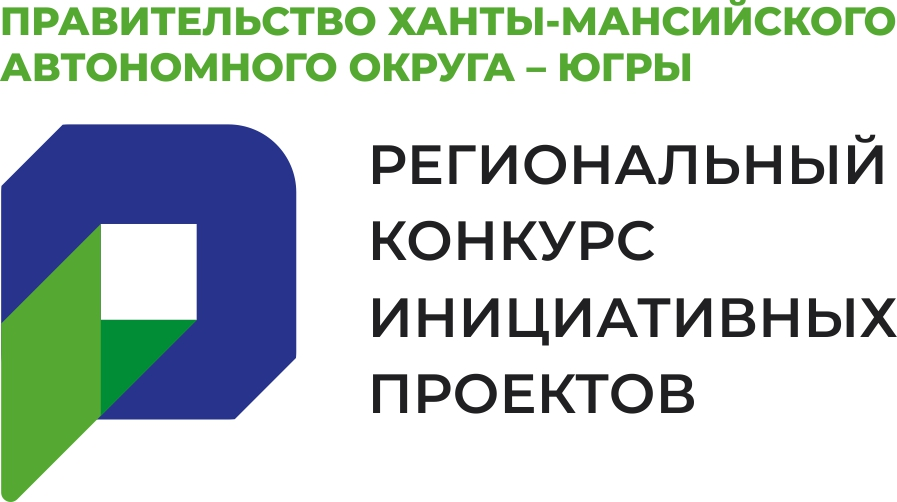 ПРАВИТЕЛЬСТВО ХАНТЫ-МАНСИЙСКОГО
АВТОНОМНОГО ОКРУГА – ЮГРЫ
РЕГИОНАЛЬНЫЙ
КОНКУРС
ИНИЦИАТИВНЫХ
ПРОЕКТОВ